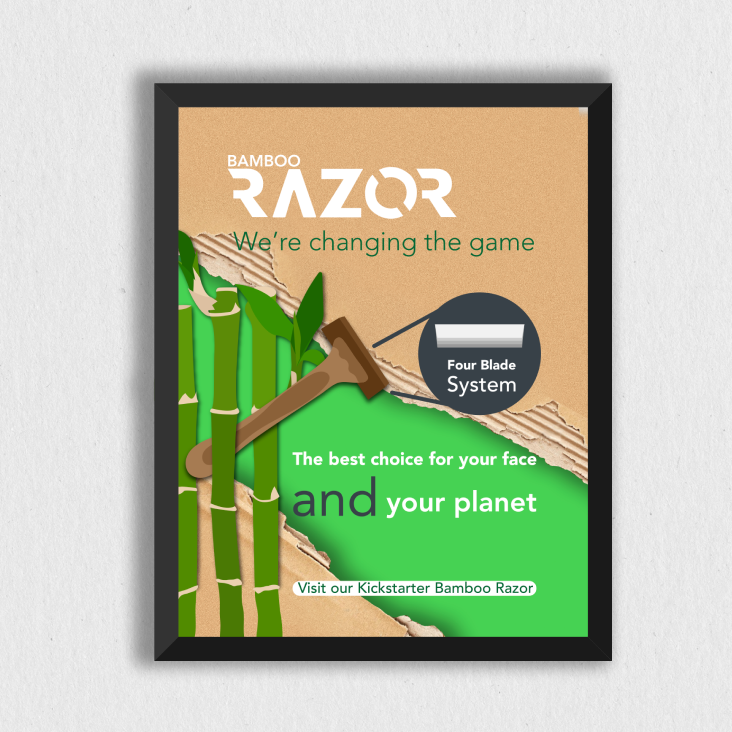 BAMBOO
RAZOR
We're changing the game
Four Blade
System
The best choice for your face
and your planet
Visit our Kickstarter Bamboo Razor